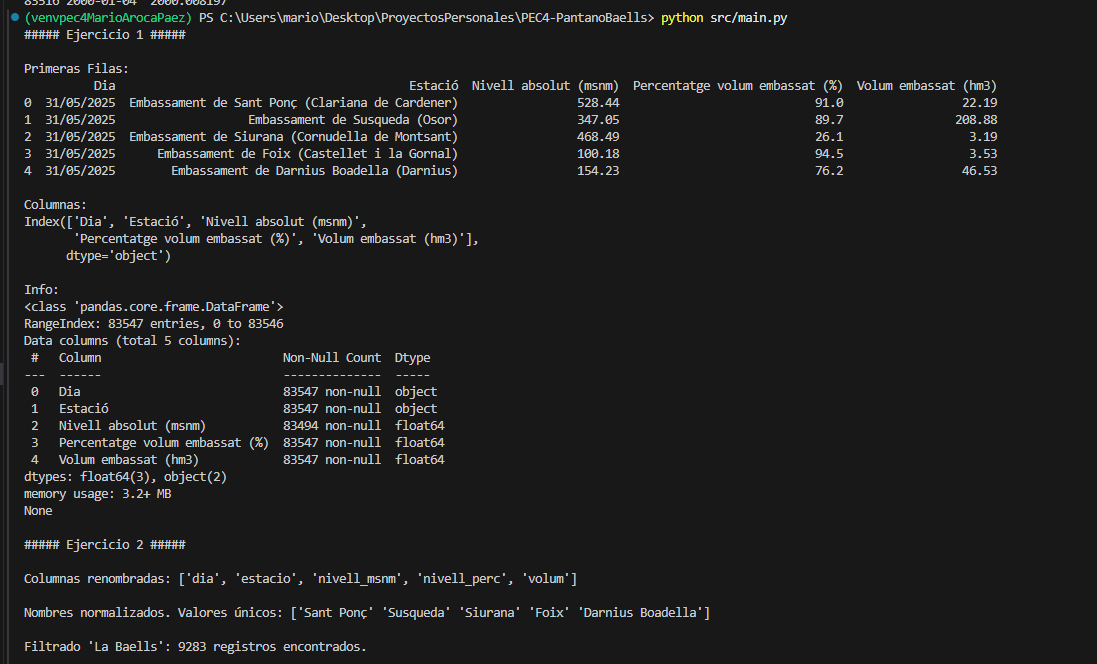 83516 2000-01-04 2000.008197
(venvpec4MarioArocaPaez) PS C:\Users\mario\Desktop\ProyectosPersonales\PEC4-PantanoBaells> python src/main.py
##### Ejercicio 1 #####
Primeras Filas:
Dia Estació Nivell absolut (msnm) Percentatge volum embassat (%) Volum embassat (hm3)
0 31/05/2025 Embassament de Sant Ponç (Clariana de Cardener) 528.44 91.0 22.19
1 31/05/2025 Embassament de Susqueda (Osor) 347.05 89.7 208.88
2 31/05/2025 Embassament de Siurana (Cornudella de Montsant) 468.49 26.1 3.19
3 31/05/2025 Embassament de Foix (Castellet i la Gornal) 100.18 94.5 3.53
4 31/05/2025 Embassament de Darnius Boadella (Darnius) 154.23 76.2 46.53
Columnas:
Index(['Dia', 'Estació', 'Nivell absolut (msnm)',
'Percentatge volum embassat (%)', 'Volum embassat (hm3)'],
dtype='object')
Info:
<class 'pandas.core.frame.DataFrame'>
RangeIndex: 83547 entries, 0 to 83546
Data columns (total 5 columns):
# Column Non-Null Count Dtype
--- ------ -------------- -----
0 Dia 83547 non-null object
1 Estació 83547 non-null object
2 Nivell absolut (msnm) 83494 non-null float64
3 Percentatge volum embassat (%) 83547 non-null float64
4 Volum embassat (hm3) 83547 non-null float64
dtypes: float64(3), object(2)
memory usage: 3.2+ MB
None
##### Ejercicio 2 #####
Columnas renombradas: ['dia', 'estacio', 'nivell_msnm', 'nivell_perc', 'volum']
Nombres normalizados. Valores únicos: ['Sant Ponç' 'Susqueda' 'Siurana' 'Foix' 'Darnius Boadella']
Filtrado 'La Baells': 9283 registros encontrados.